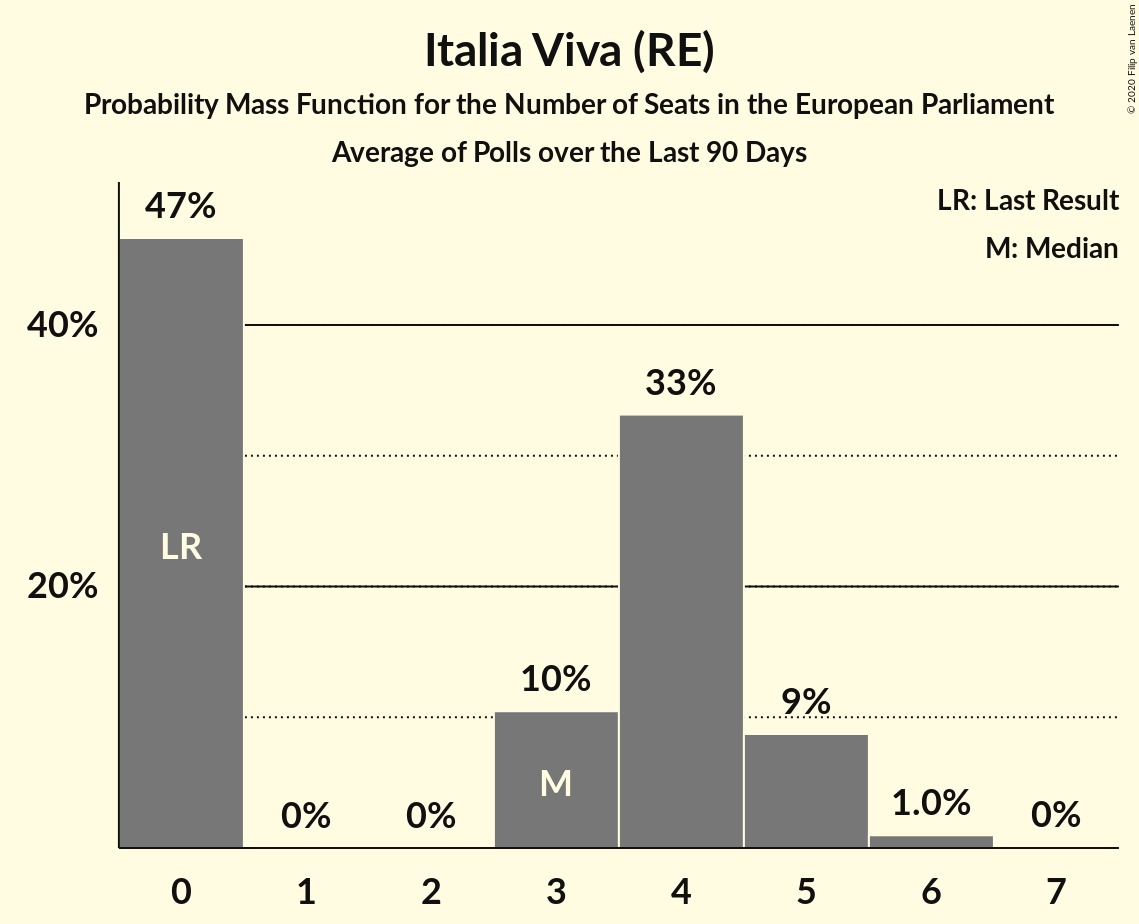 Italia Viva (RE)
Probability Mass Function for the Number of Seats in the European Parliament
Average of Polls over the Last 90 Days
© 2020 Filip van Laenen
LR: Last Result
M: Median
47%
40%
33%
LR
20%
10%
9%
M
0%
0%
1.0%
0%
0 1 2 3 4 5 6 7